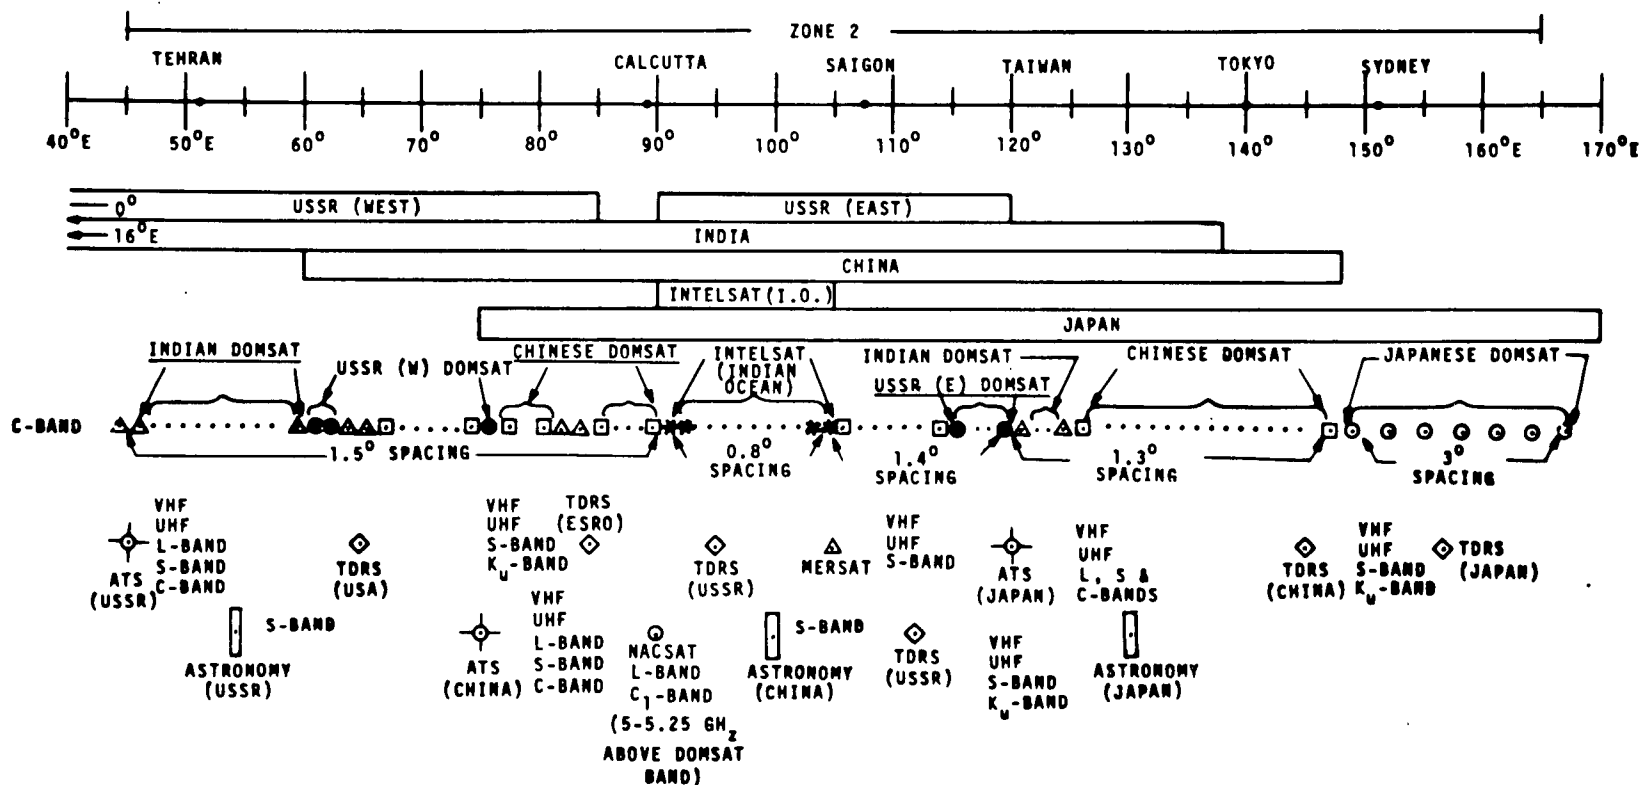 ZONE 2
TEHRAN CALCUTTA SAIGON TAIWAN TOKYO SYDNEY
40°E 50°E 60° 70° 80° 90° 100° 110° 120° 130° 140° 150°E 160°E 170°E
0° USSR (WEST) USSR (EAST)
16°E INDIA
CHINA
INTELSAT (I.O.)
JAPAN
INDIAN DOMSAT
USSR (W) DOMSAT
CHINESE DOMSAT
INTELSAT
(INDIAN
OCEAN)
INDIAN DOMSAT
USSR (E) DOMSAT
CHINESE DOMSAT
JAPANESE DOMSAT
C-BAND
1.5° SPACING
0.8°
SPACING
1.4°
SPACING
1.3°
SPACING
3°
SPACING
VHF
UHF
L-BAND
S-BAND
C-BAND
ATS
(USSR)
TDRS
(USA)
VHF
UHF
S-BAND
Ku-BAND
TDRS
(ESRO)
TDRS
(USSR)
MERSAT
VHF
UHF
S-BAND
ATS
(JAPAN)
VHF
UHF
L, S &
C-BANDS
TDRS
(CHINA)
VHF
UHF
S-BAND
Ku-BAND
TDRS
(JAPAN)
S-BAND
ASTRONOMY
(USSR)
ATS
(CHINA)
VHF
UHF
L-BAND
S-BAND
C-BAND
NACSAT
L-BAND
C1-BAND
(5-5.25 GHz
ABOVE DOMSAT
BAND)
S-BAND
ASTRONOMY
(CHINA)
TDRS
(USSR)
VHF
UHF
S-BAND
Ku-BAND
ASTRONOMY
(JAPAN)